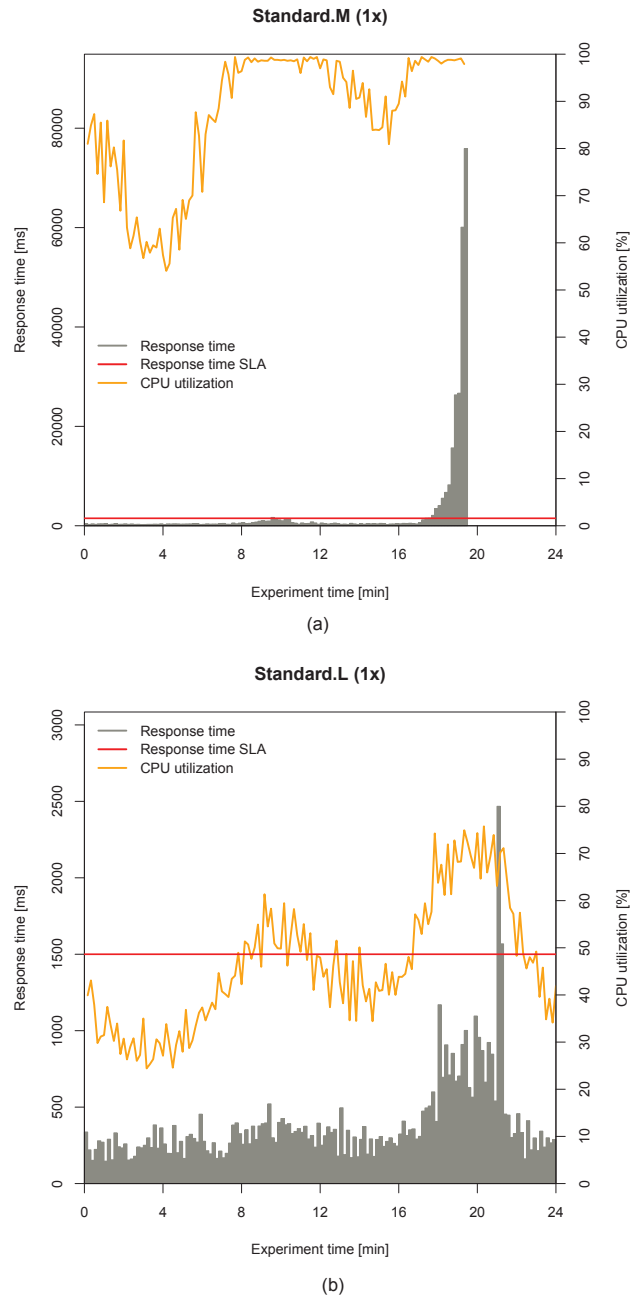 Standard.M (1x)
Response time [ms]
0
20000
40000
60000
80000
Response time
Response time SLA
CPU utilization
0
10
20
30
40
50
60
70
80
90
100
CPU utilization [%]
0 4 8 12 16 20 24
Experiment time [min]
(a)
Standard.L (1x)
Response time [ms]
0
500
1000
1500
2000
2500
3000
Response time
Response time SLA
CPU utilization
0
10
20
30
40
50
60
70
80
90
100
CPU utilization [%]
0 4 8 12 16 20 24
Experiment time [min]
(b)